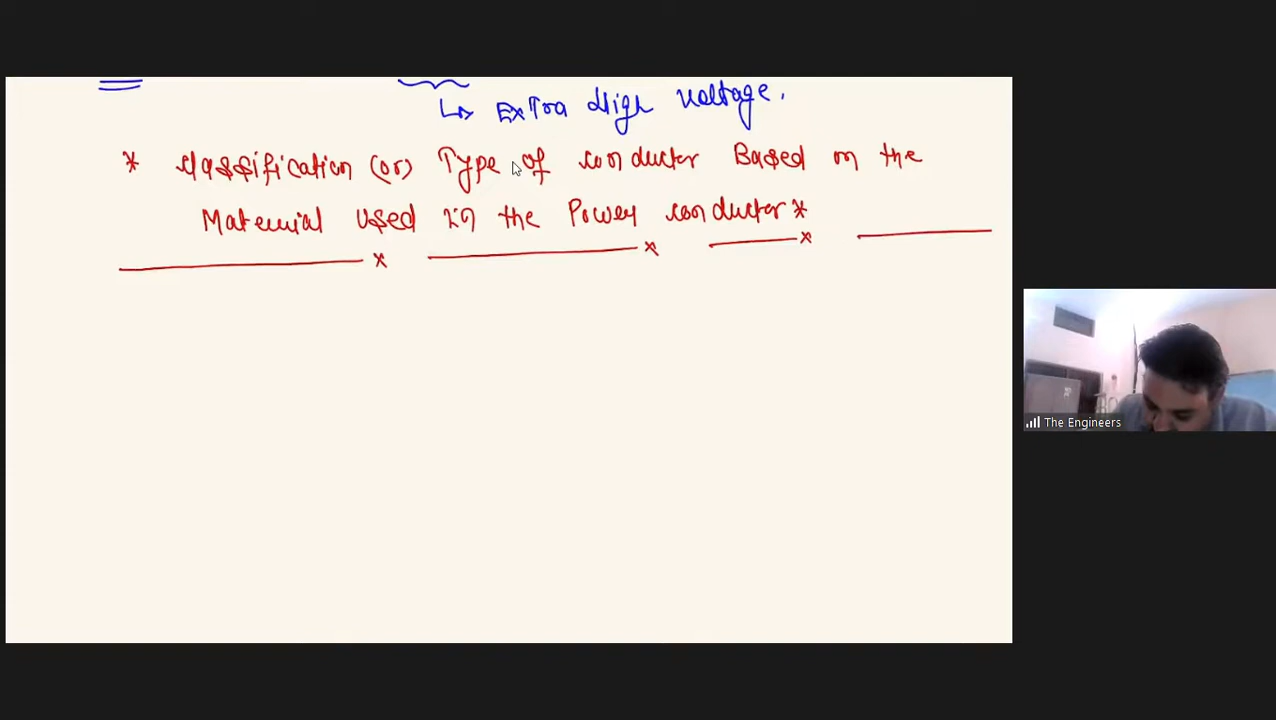 ↳ Extra High Voltage.
* Classification (or) Type of conductor Based on the
Material used in the Power conductor *
The Engineers